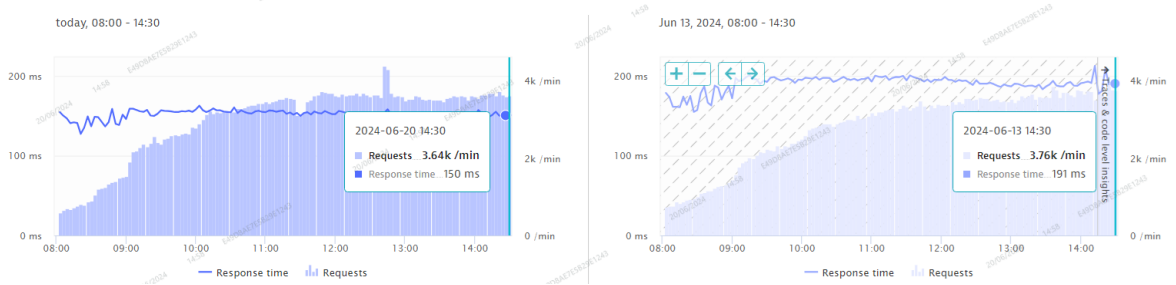 today, 08:00 - 14:30
200 ms
100 ms
0 ms
4k /min
2k /min
0 /min
2024-06-20 14:30
Requests 3.64k /min
Response time 150 ms
08:00 09:00 10:00 11:00 12:00 13:00 14:00
Response time Requests
Jun 13, 2024, 08:00 - 14:30
200 ms
100 ms
0 ms
4k /min
2k /min
0 /min
Traces & code level insights
2024-06-13 14:30
Requests 3.76k /min
Response time 191 ms
08:00 09:00 10:00 11:00 12:00 13:00 14:00
Response time Requests
20/06/2024 14:58